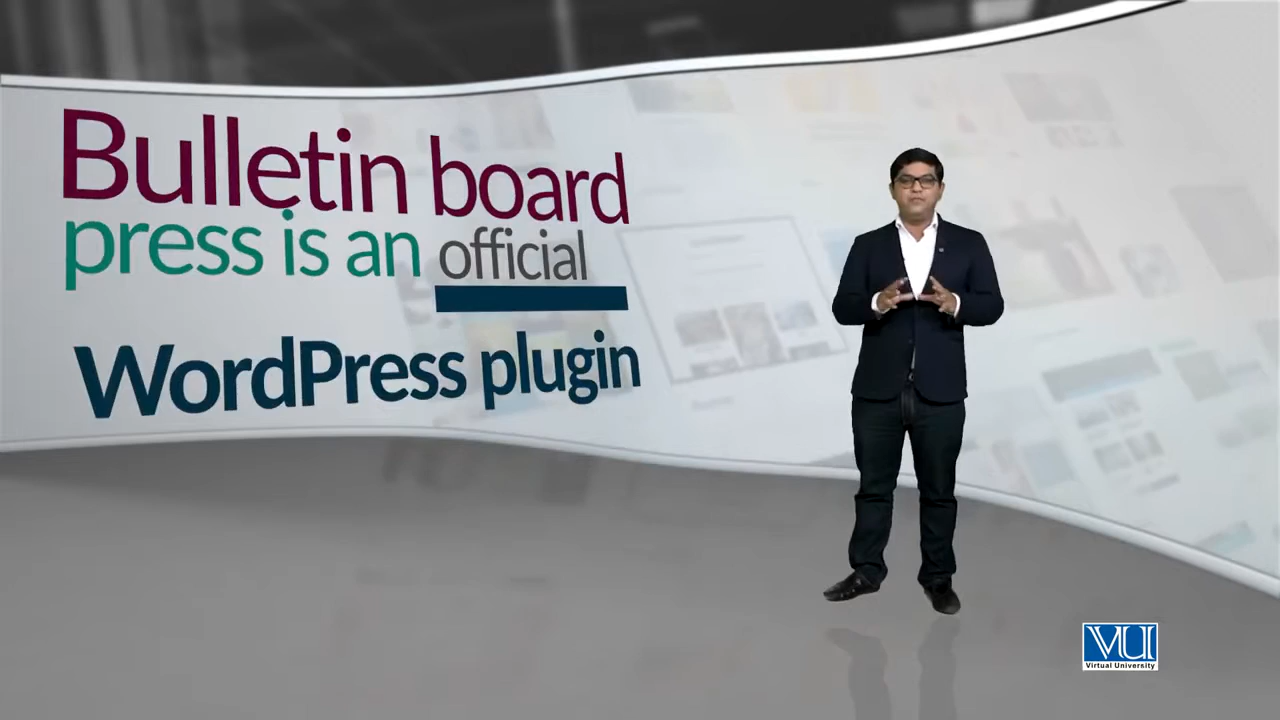 Bulletin board
press is an official
WordPress plugin
VU
Virtual University